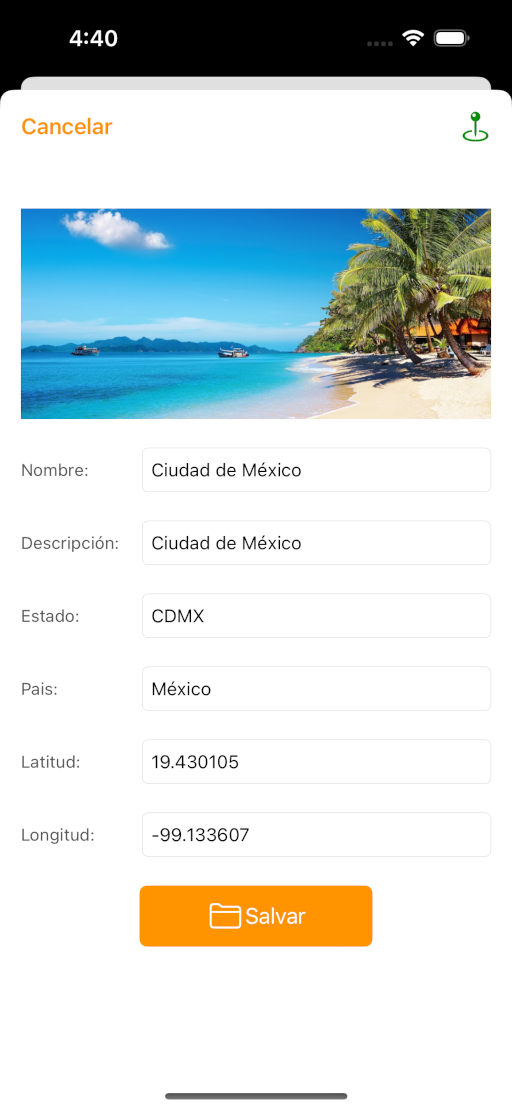 4:40
Cancelar
Nombre:
Ciudad de México
Descripción:
Ciudad de México
Estado:
CDMX
Pais:
México
Latitud:
19.430105
Longitud:
-99.133607
Salvar